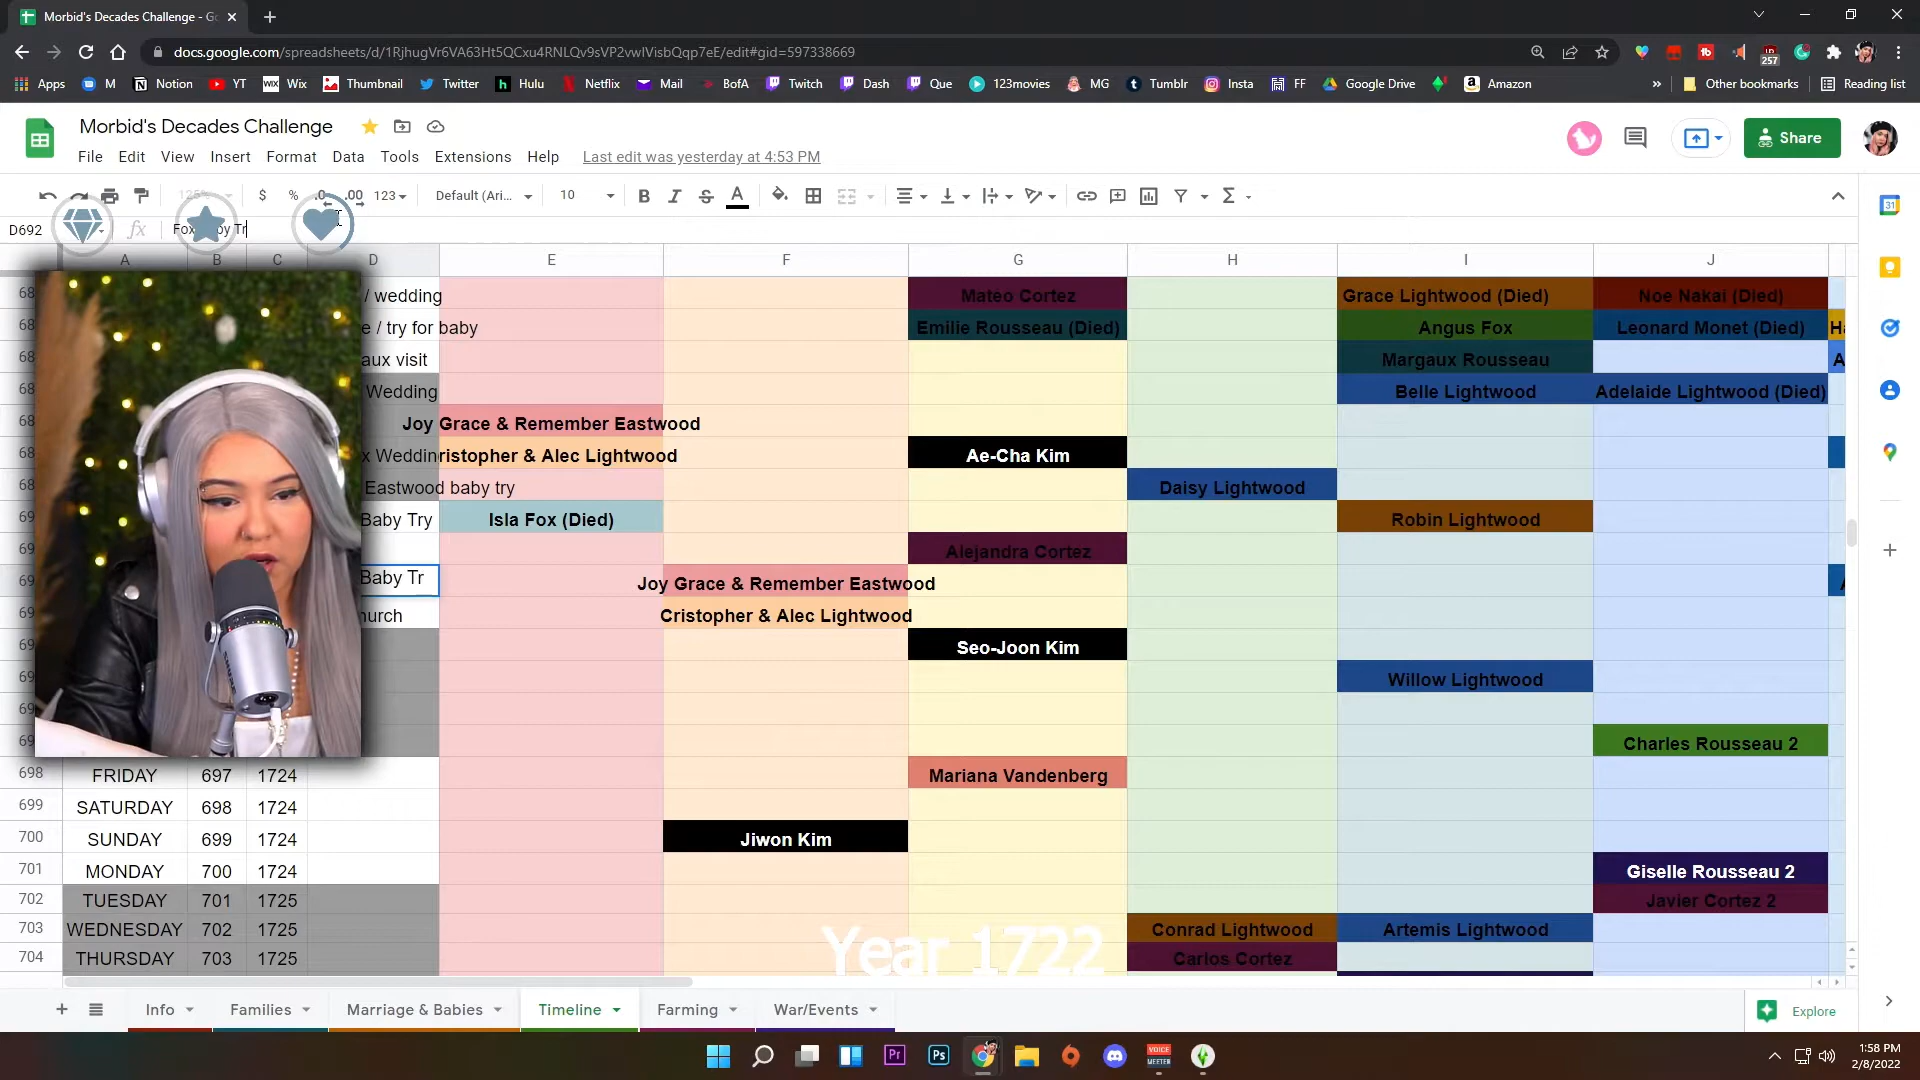 Morbid's Decades Challenge - Go
docs.google.com/spreadsheets/d/1RjhugVr6VA63Ht5QCxu4RNLQv9sVP2vwIVisbQqp7eE/edit#gid=597338669
Apps M Notion YT Wix Thumbnail Twitter Hulu Netflix Mail BofA Twitch Dash Que 123movies MG Tumblr Insta FF Google Drive Amazon » Other bookmarks Reading list
Morbid's Decades Challenge
File Edit View Insert Format Data Tools Extensions Help Last edit was yesterday at 4:53 PM
Share
125% $ % .0 .00 123 Default (Ari... 10 B I S A
D692 fx
A B C D E F G H I J
/ wedding Mateo Cortez Grace Lightwood (Died) Noe Nakai (Died)
e / try for baby Emilie Rousseau (Died) Angus Fox Leonard Monet (Died)
aux visit Margaux Rousseau A
Wedding Belle Lightwood Adelaide Lightwood (Died)
Joy Grace & Remember Eastwood
x Weddin ristopher & Alec Lightwood Ae-Cha Kim
Eastwood baby try Daisy Lightwood
Baby Try Isla Fox (Died) Robin Lightwood
Alejandra Cortez
Baby Tr Joy Grace & Remember Eastwood
hurch Cristopher & Alec Lightwood
Seo-Joon Kim
Willow Lightwood
Charles Rousseau 2
698 FRIDAY 697 1724 Mariana Vandenberg
699 SATURDAY 698 1724
700 SUNDAY 699 1724 Jiwon Kim
701 MONDAY 700 1724 Giselle Rousseau 2
702 TUESDAY 701 1725 Javier Cortez 2
703 WEDNESDAY 702 1725 Conrad Lightwood Artemis Lightwood
704 THURSDAY 703 1725 Carlos Cortez
Year 1722
Info Families Marriage & Babies Timeline Farming War/Events Explore
1:58 PM
2/8/2022